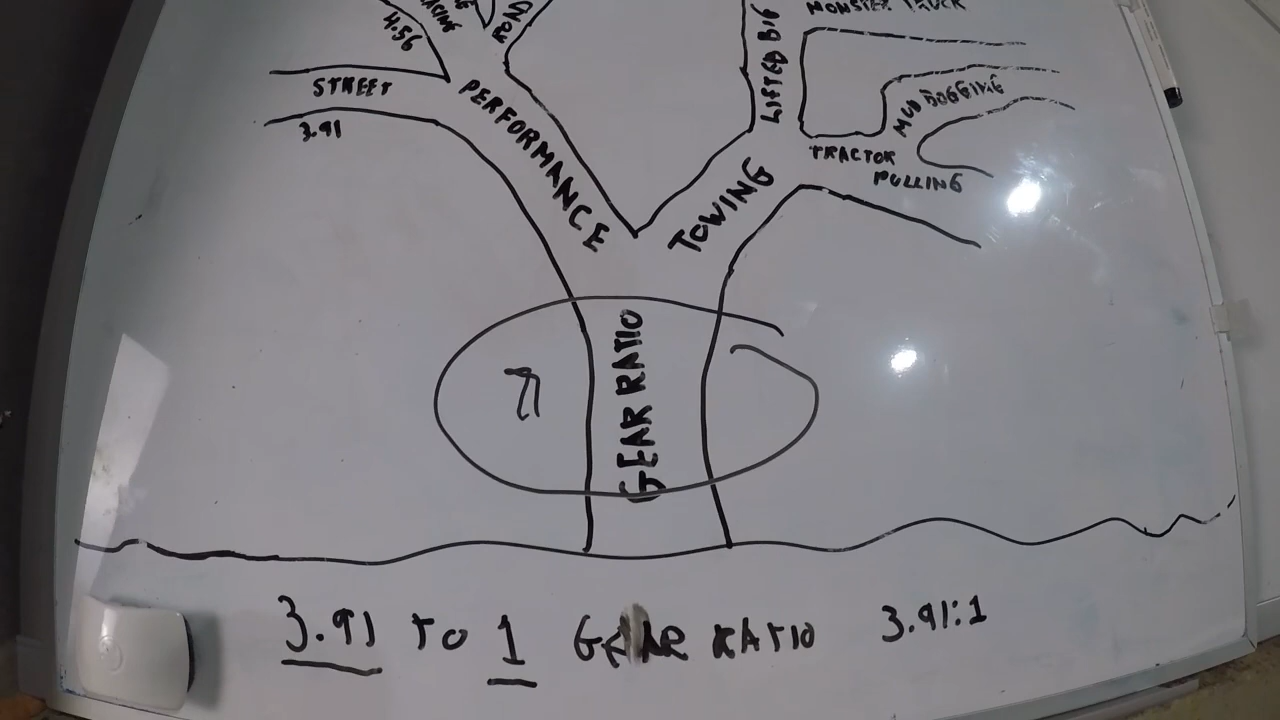 MONSTER TRUCK
4.56
LIFTED BIG
STREET
3.91
PERFORMANCE
MUD BOGGING
TRACTOR
PULLING
TOWING
GEAR RATIO
3.91 TO 1 GEAR RATIO 3.91:1